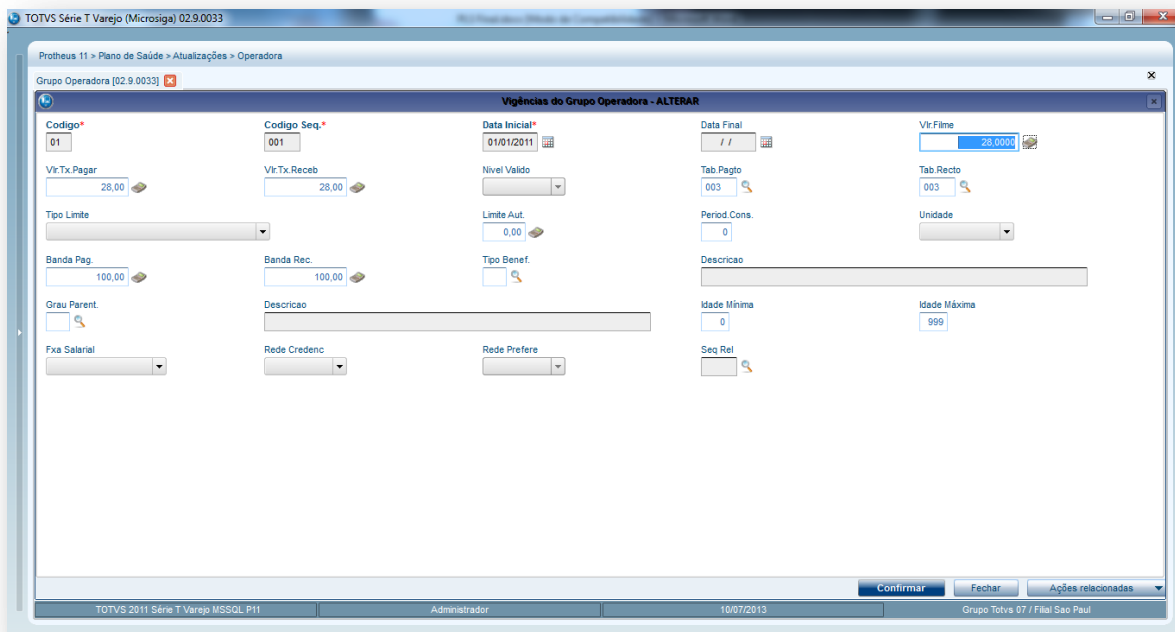 TOTVS Série T Varejo (Microsiga) 02.9.0033
Protheus 11 > Plano de Saúde > Atualizações > Operadora
Grupo Operadora [02.9.0033]
Vigências do Grupo Operadora - ALTERAR
Codigo* Codigo Seq.* Data Inicial* Data Final Vlr.Filme
01 001 01/01/2011 / / 28,0000
Vlr.Tx.Pagar Vlr.Tx.Receb Nivel Valido Tab.Pagto Tab.Recto
28,00 28,00 003 003
Tipo Limite Limite Aut. Period.Cons. Unidade
0,00 0
Banda Pag. Banda Rec. Tipo Benef. Descricao
100,00 100,00
Grau Parent. Descricao Idade Mínima Idade Máxima
0 999
Fxa Salarial Rede Credenc Rede Prefere Seq Rel
Confirmar Fechar Ações relacionadas
TOTVS 2011 Série T Varejo MSSQL P11 Administrador 10/07/2013 Grupo Totvs 07 / Filial Sao Paul